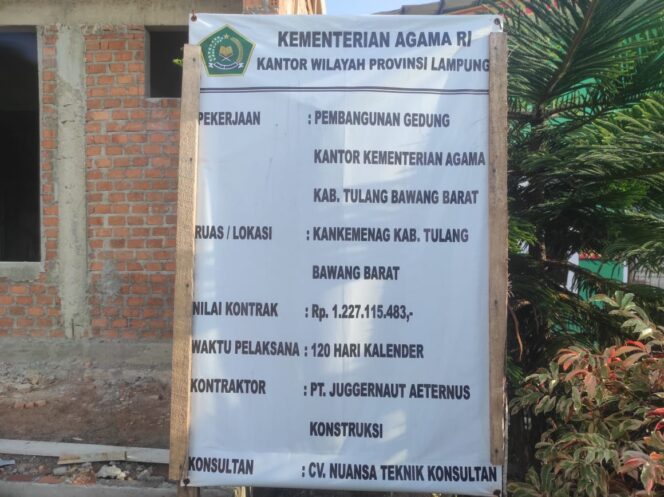 KEMENTERIAN AGAMA RI
KANTOR WILAYAH PROVINSI LAMPUNG
PEKERJAAN : PEMBANGUNAN GEDUNG
KANTOR KEMENTERIAN AGAMA
KAB. TULANG BAWANG BARAT
RUAS / LOKASI : KANKEMENAG KAB. TULANG
BAWANG BARAT
NILAI KONTRAK : Rp. 1.227.115.483,-
WAKTU PELAKSANA : 120 HARI KALENDER
KONTRAKTOR : PT. JUGGERNAUT AETERNUS
KONSTRUKSI
KONSULTAN : CV. NUANSA TEKNIK KONSULTAN